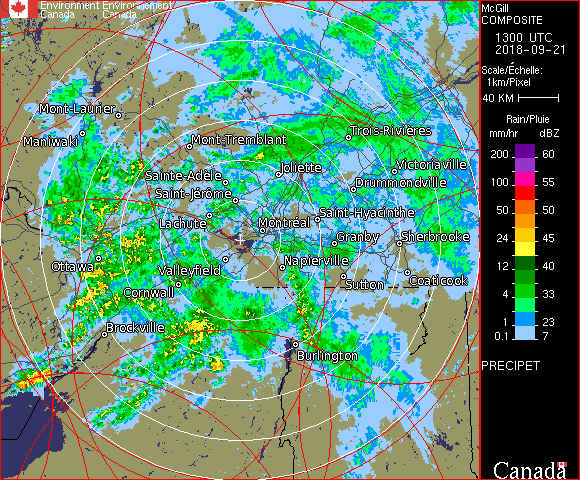 Environment Environnement
Canada Canada
McGill
COMPOSITE
1300 UTC
2018-09-21
Scale/Échelle:
1km/Pixel
40 KM
Rain/Pluie
mm/hr dBZ
200 60
100 55
50 50
24 45
12 40
4 33
1 23
0.1 7
PRECIPET
Canada
Mont-Laurier
Maniwaki
Mont-Tremblant
Trois-Rivières
Joliette
Victoriaville
Sainte-Adèle
Drummondville
Saint-Jérôme
Lachute
Saint-Hyacinthe
Montréal
Granby
Sherbrooke
Ottawa
Valleyfield
Napierville
Sutton
Coaticook
Cornwall
Brockville
Burlington